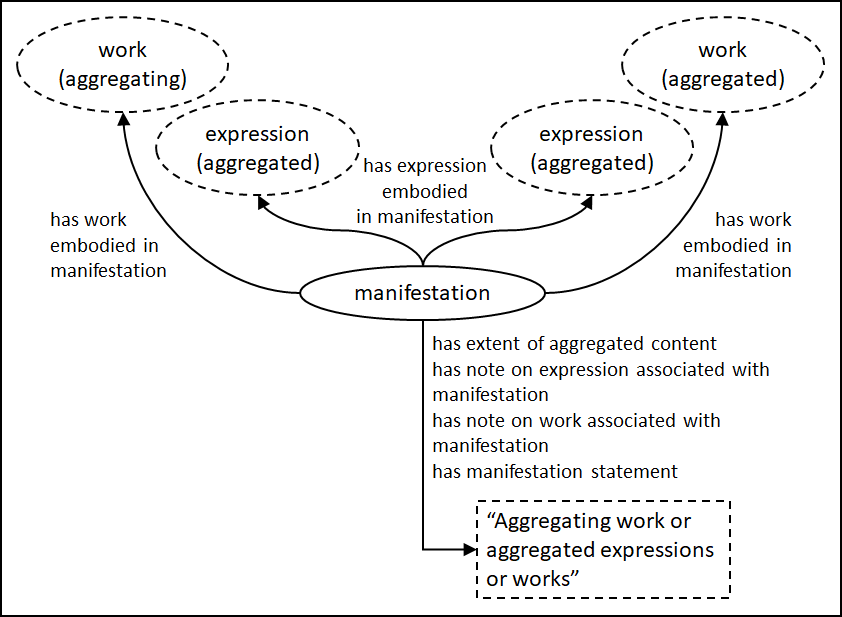 work
(aggregating)
work
(aggregated)
expression
(aggregated)
expression
(aggregated)
has expression
embodied
in manifestation
has work
embodied in
manifestation
has work
embodied in
manifestation
manifestation
has extent of aggregated content
has note on expression associated with
manifestation
has note on work associated with
manifestation
has manifestation statement
“Aggregating work or
aggregated expressions
or works”